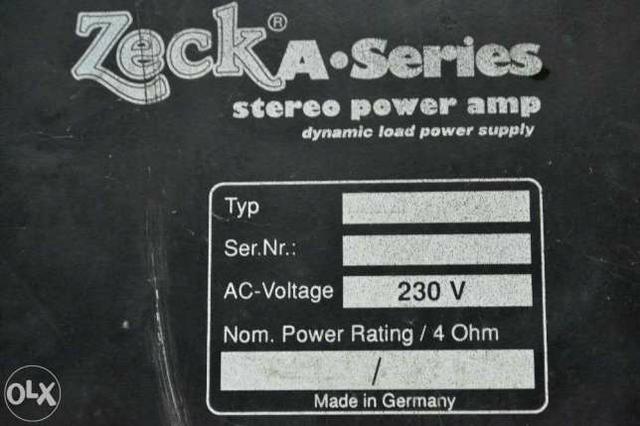 Zeck® A•Series
stereo power amp
dynamic load power supply
Typ
Ser.Nr.:
AC-Voltage 230 V
Nom. Power Rating / 4 Ohm
/
Made in Germany
OLX